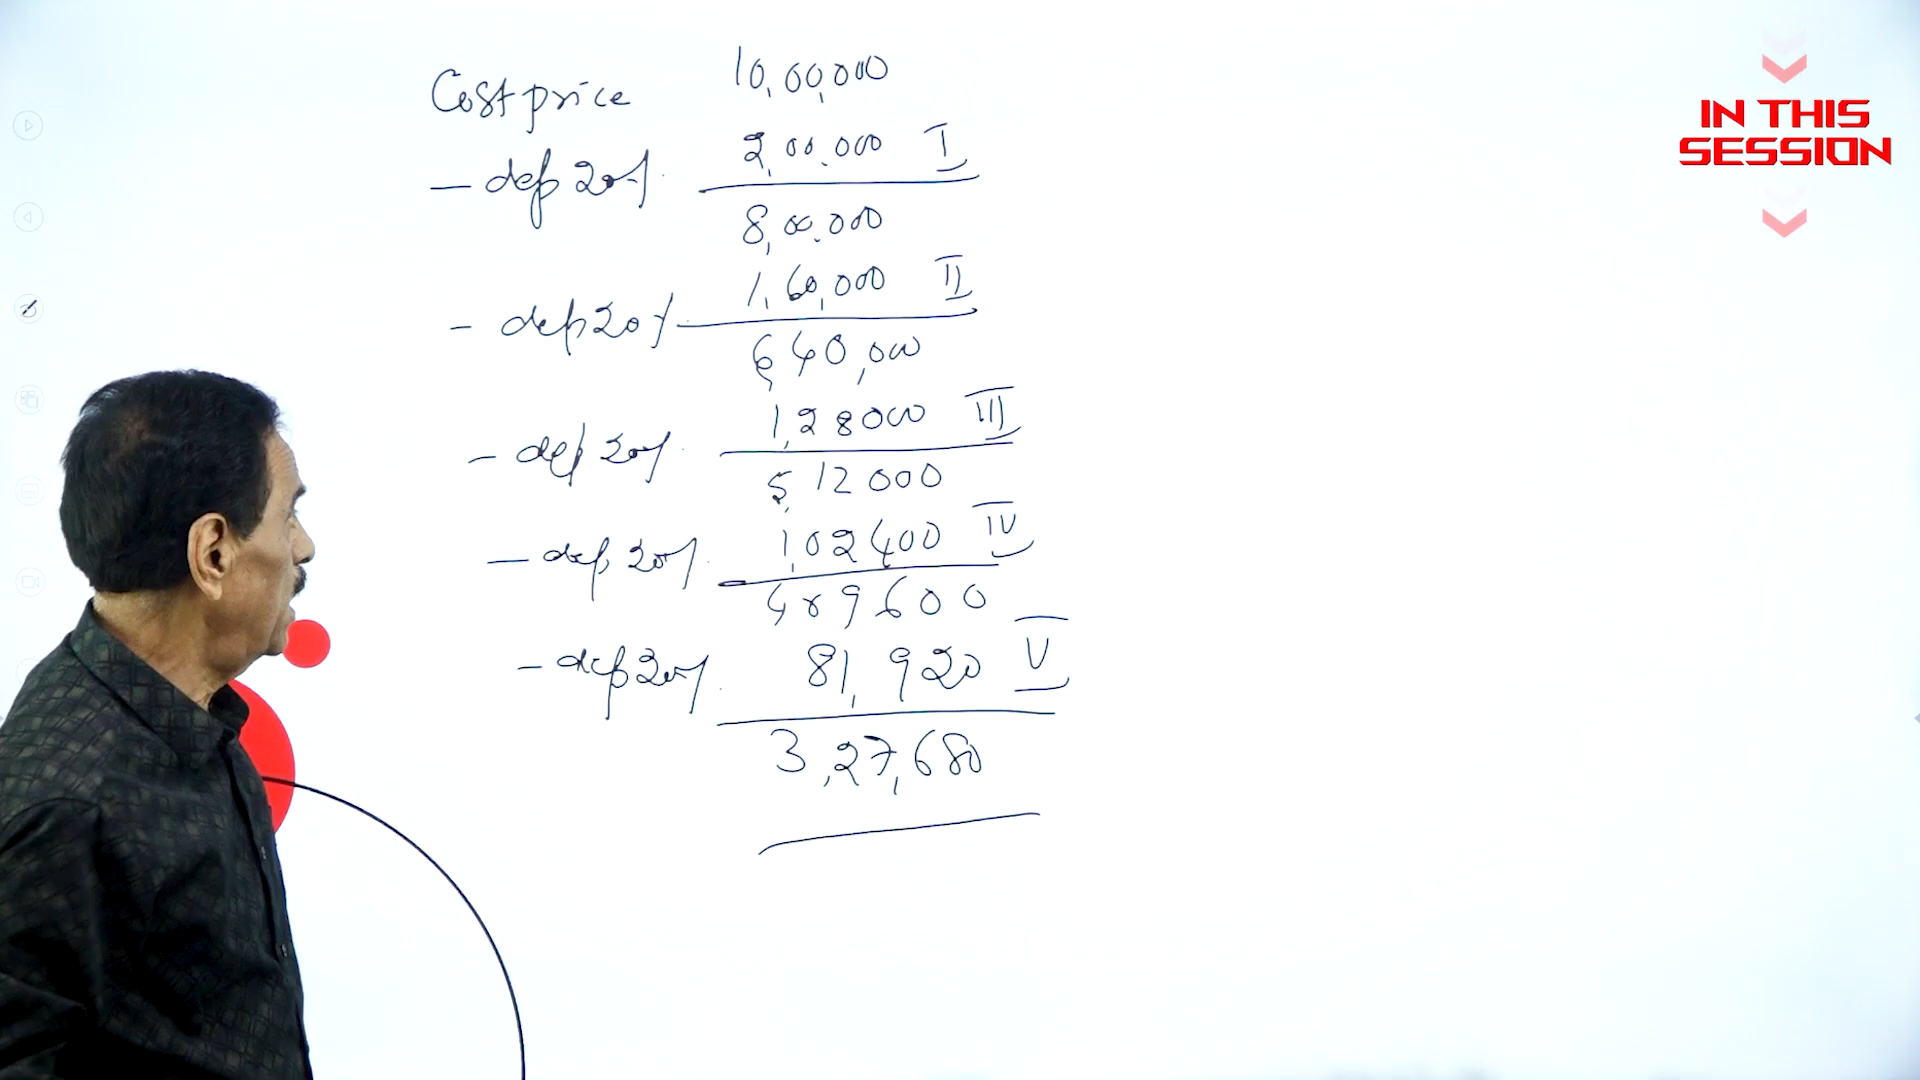 Cost price 10,00,000
- dep 20% 2,00,000 I
8,00,000
- dep 20% 1,60,000 II
6,40,000
- dep 20% 1,28000 III
5,12000
- dep 20% 1,02400 IV
409600
- dep 20% 81,920 V
3,27,680
IN THIS
SESSION